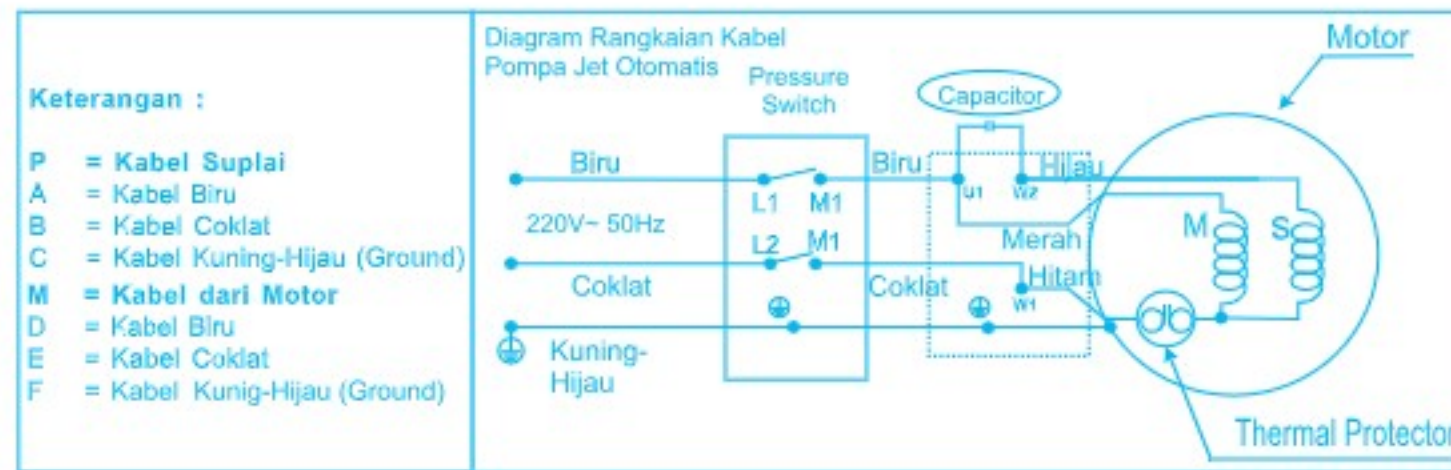 Keterangan :
P = Kabel Suplai
A = Kabel Biru
B = Kabel Coklat
C = Kabel Kuning-Hijau (Ground)
M = Kabel dari Motor
D = Kabel Biru
E = Kabel Coklat
F = Kabel Kunig-Hijau (Ground)
Diagram Rangkaian Kabel
Pompa Jet Otomatis
Pressure
Switch
Capacitor
Motor
Biru
Biru
Hijau
L1 M1
U1 W2
220V~ 50Hz
Merah
M S
L2 M1
Coklat
Coklat
Hitam
W1
Kuning-
Hijau
Thermal Protector